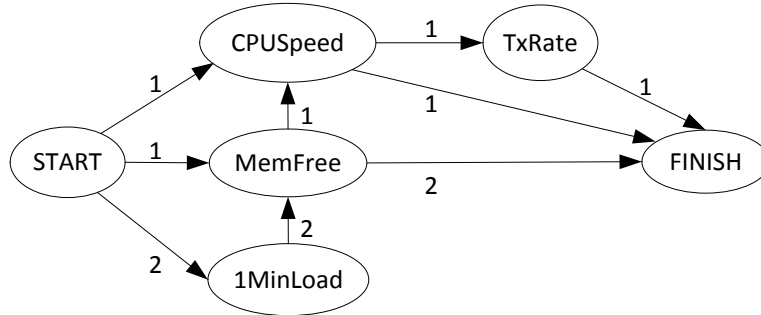 CPUSpeed 1 TxRate
1 1 1
START 1 MemFree 1 2 FINISH
2 2
1MinLoad